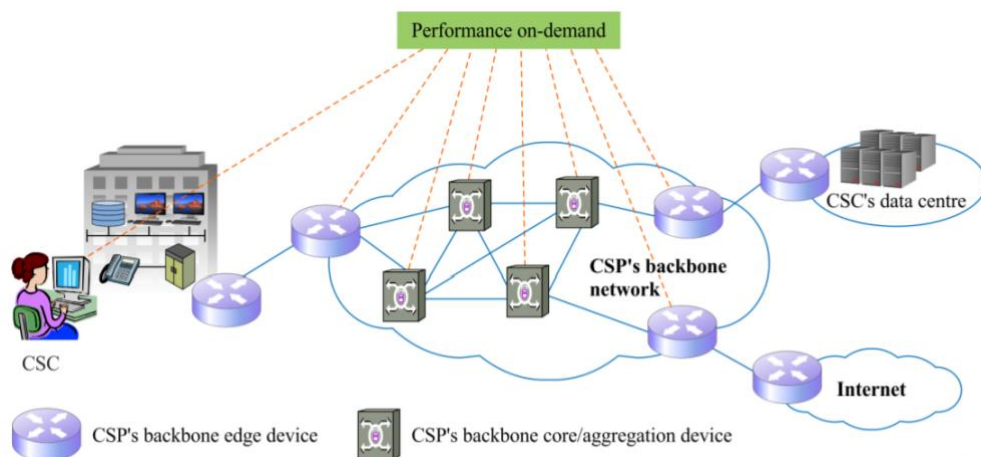 Performance on-demand
CSC's data centre
CSP's backbone
network
CSC
Internet
CSP's backbone edge device
CSP's backbone core/aggregation device